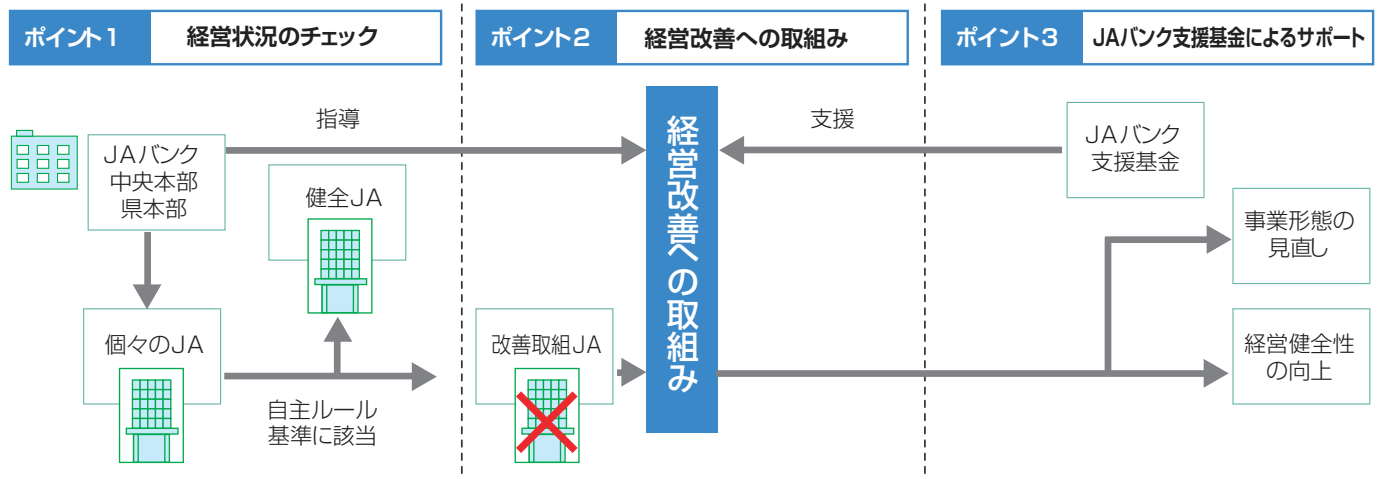 ポイント1 経営状況のチェック
指導
JAバンク
中央本部
県本部
健全JA
個々のJA
自主ルール
基準に該当
ポイント2 経営改善への取組み
経営改善への取組み
改善取組JA
ポイント3 JAバンク支援基金によるサポート
支援
JAバンク
支援基金
事業形態の
見直し
経営健全性
の向上